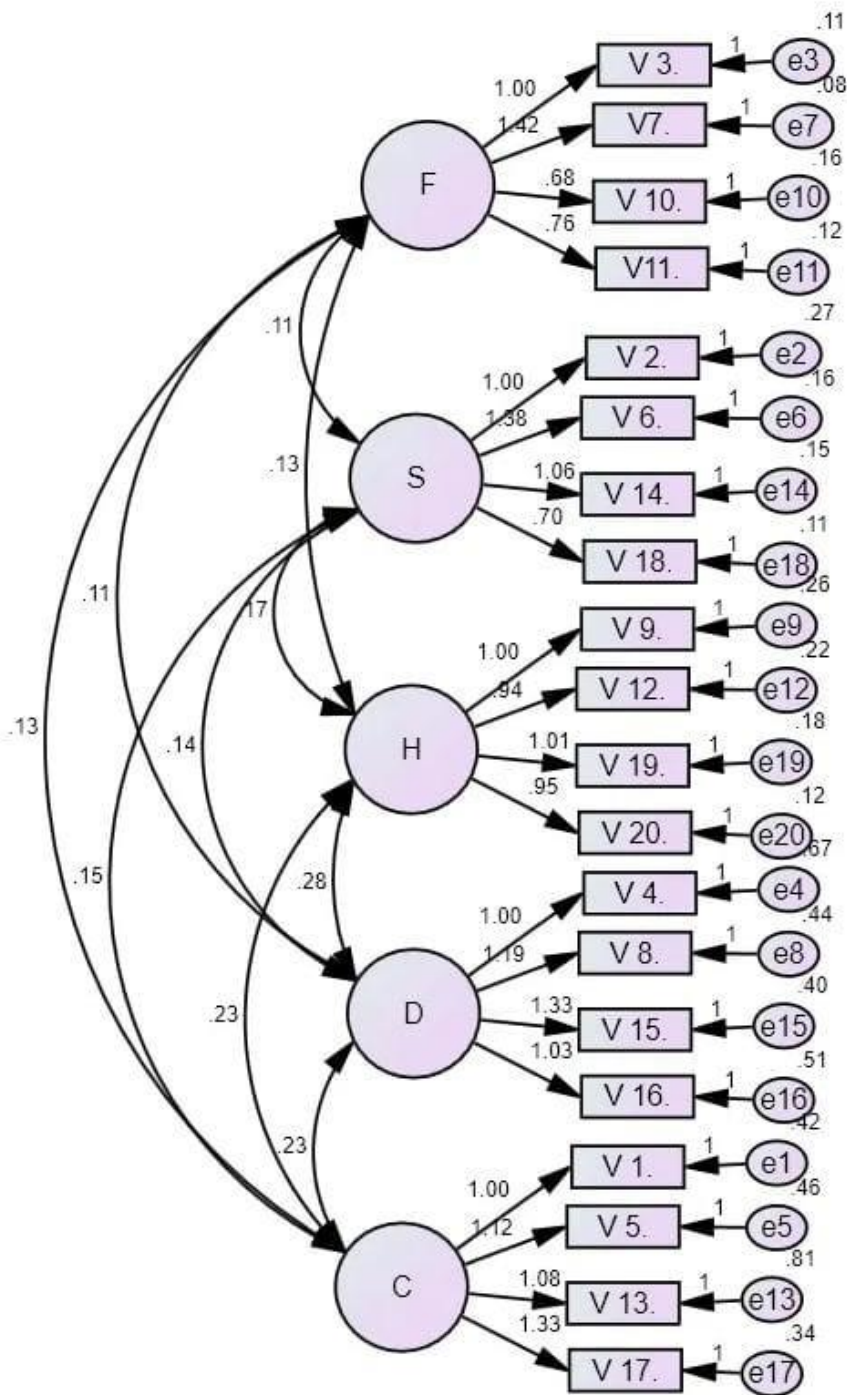 .11
V 3. 1 e3
1.00 .08
V7. 1 e7
1.42 .16
F .68 V 10. 1 e10
.76 .12
V11. 1 e11
.27
.11
V 2. 1 e2
1.00 .16
V 6. 1 e6
1.38 .15
S 1.06 V 14. 1 e14
.13 .70 .11
V 18. 1 e18
.26
.11 .17 V 9. 1 e9
1.00 .22
.94 V 12. 1 e12
.18
.13 .14 H 1.01 V 19. 1 e19
.95 .12
V 20. 1 e20
.67
.15 .28 V 4. 1 e4
1.00 .44
1.19 V 8. 1 e8
.40
.23 D 1.33 V 15. 1 e15
1.03 .51
V 16. 1 e16
.42
.23 V 1. 1 e1
1.00 .46
1.12 V 5. 1 e5
.81
C 1.08 V 13. 1 e13
1.33 .34
V 17. 1 e17